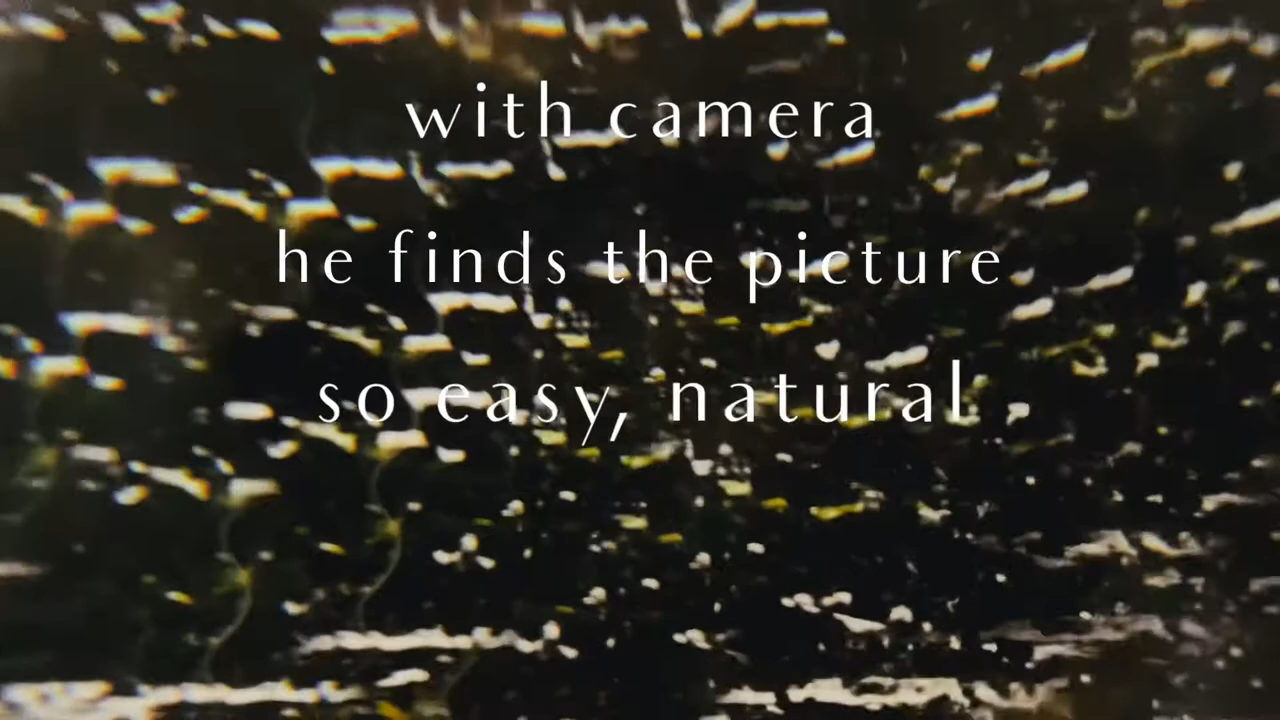 with camera
he finds the picture
so easy, natural